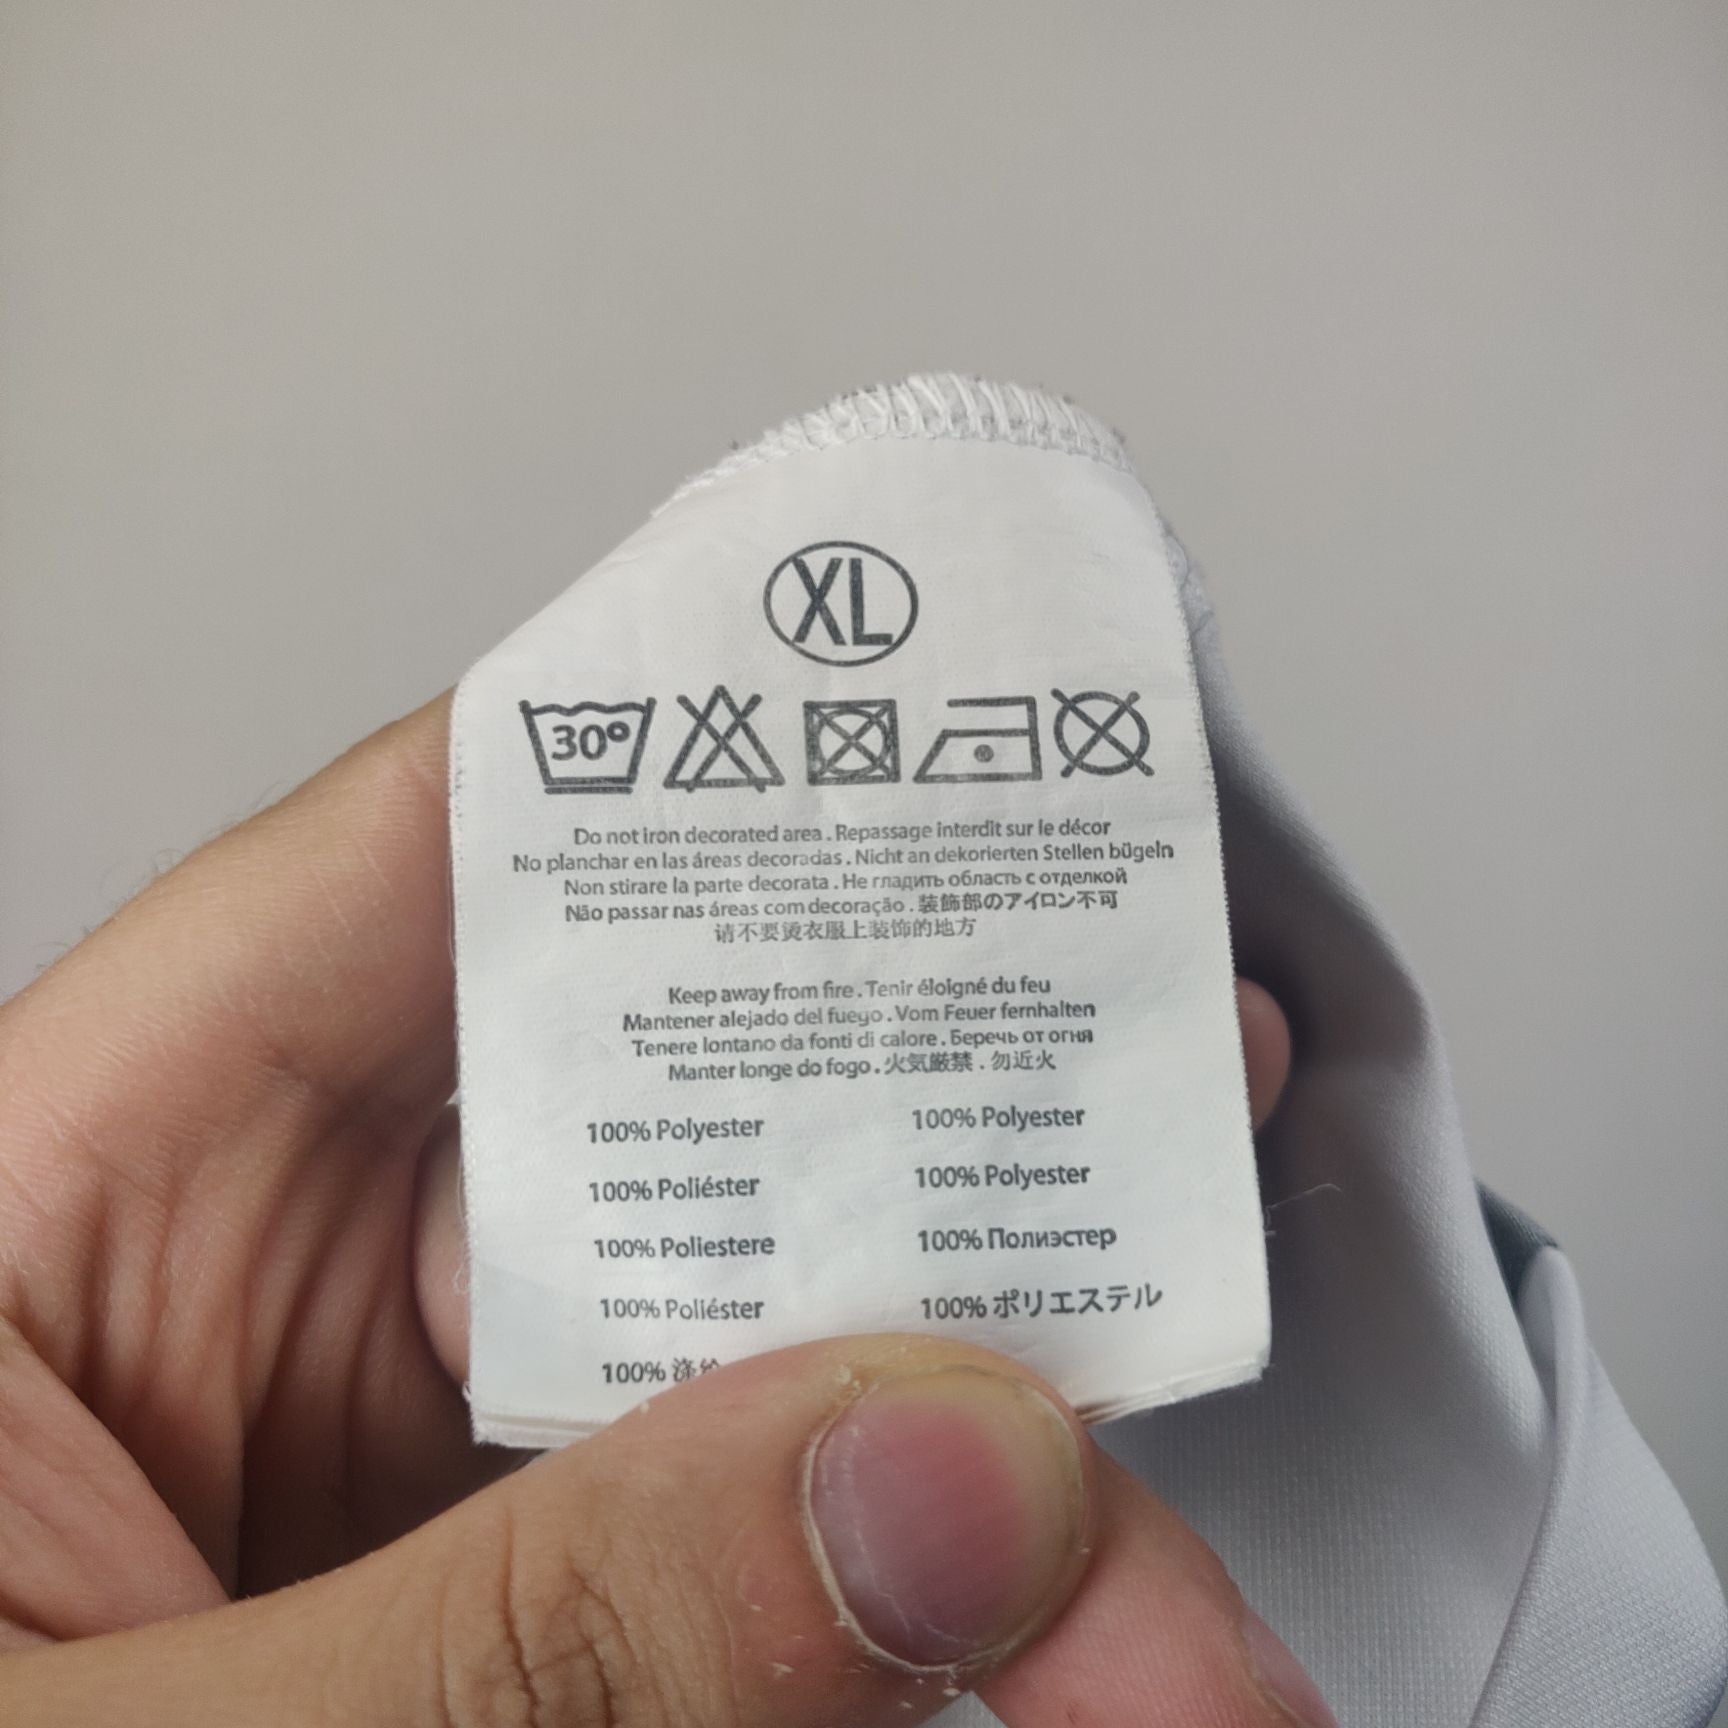 XL
30°
Do not iron decorated area . Repassage interdit sur le décor
No planchar en las áreas decoradas . Nicht an dekorierten Stellen bügeln
Non stirare la parte decorata . Не гладить область с отделкой
Não passar nas áreas com decoração . 装飾部のアイロン不可
请不要烫衣服上装饰的地方
Keep away from fire . Tenir éloigné du feu
Mantener alejado del fuego . Vom Feuer fernhalten
Tenere lontano da fonti di calore . Беречь от огня
Manter longe do fogo . 火気厳禁 . 勿近火
100% Polyester 100% Polyester
100% Poliéster 100% Polyester
100% Poliestere 100% Полиэстер
100% Poliéster 100% ポリエステル
100% 涤